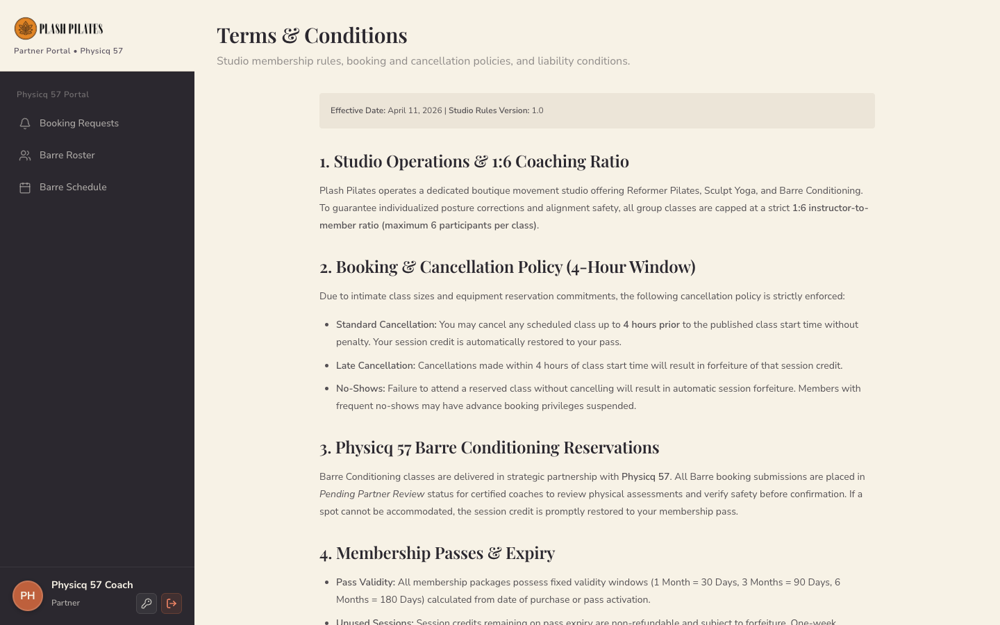 PLASH PILATES
Partner Portal • Physicq 57
Physicq 57 Portal
Booking Requests
Barre Roster
Barre Schedule
PH
Physicq 57 Coach
Partner
Terms & Conditions
Studio membership rules, booking and cancellation policies, and liability conditions.
Effective Date: April 11, 2026 | Studio Rules Version: 1.0
1. Studio Operations & 1:6 Coaching Ratio
Plash Pilates operates a dedicated boutique movement studio offering Reformer Pilates, Sculpt Yoga, and Barre Conditioning.
To guarantee individualized posture corrections and alignment safety, all group classes are capped at a strict 1:6 instructor-to-
member ratio (maximum 6 participants per class).
2. Booking & Cancellation Policy (4-Hour Window)
Due to intimate class sizes and equipment reservation commitments, the following cancellation policy is strictly enforced:
• Standard Cancellation: You may cancel any scheduled class up to 4 hours prior to the published class start time without
penalty. Your session credit is automatically restored to your pass.
• Late Cancellation: Cancellations made within 4 hours of class start time will result in forfeiture of that session credit.
• No-Shows: Failure to attend a reserved class without cancelling will result in automatic session forfeiture. Members with
frequent no-shows may have advance booking privileges suspended.
3. Physicq 57 Barre Conditioning Reservations
Barre Conditioning classes are delivered in strategic partnership with Physicq 57. All Barre booking submissions are placed in
Pending Partner Review status for certified coaches to review physical assessments and verify safety before confirmation. If a
spot cannot be accommodated, the session credit is promptly restored to your membership pass.
4. Membership Passes & Expiry
• Pass Validity: All membership packages possess fixed validity windows (1 Month = 30 Days, 3 Months = 90 Days, 6
Months = 180 Days) calculated from date of purchase or pass activation.
• Unused Sessions: Session credits remaining on pass expiry are non-refundable and subject to forfeiture. One-week